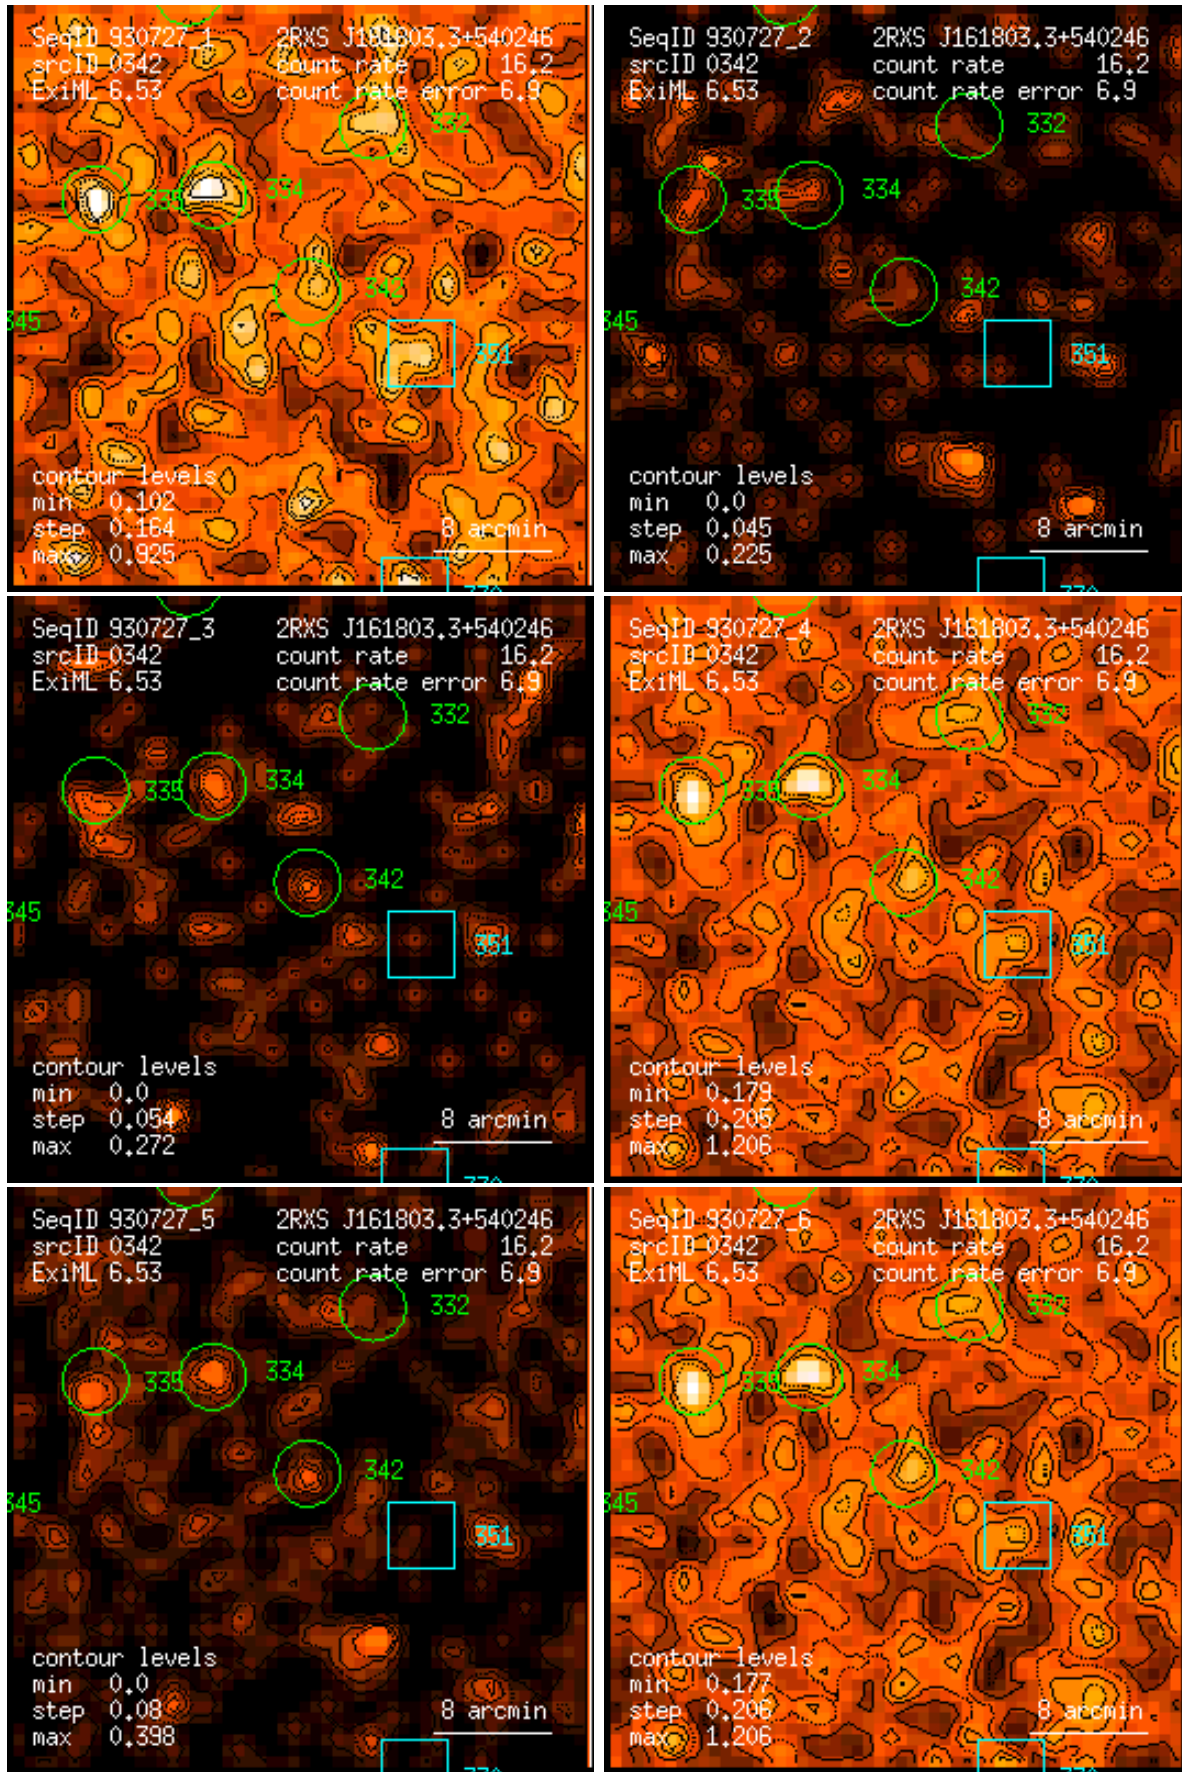 SeqID 930727_1 2RXS J161803.3+540246
srcID 0342 count rate 16.2
ExiML 6.53 count rate error 6.9
332
335 334
342
345
351
contour levels
min 0.102
step 0.164
max 0.925
8 arcmin
SeqID 930727_2 2RXS J161803.3+540246
srcID 0342 count rate 16.2
ExiML 6.53 count rate error 6.9
332
335 334
342
345
351
contour levels
min 0.0
step 0.045
max 0.225
8 arcmin
SeqID 930727_3 2RXS J161803.3+540246
srcID 0342 count rate 16.2
ExiML 6.53 count rate error 6.9
332
335 334
342
345
351
contour levels
min 0.0
step 0.054
max 0.272
8 arcmin
SeqID 930727_4 2RXS J161803.3+540246
srcID 0342 count rate 16.2
ExiML 6.53 count rate error 6.9
332
335 334
342
345
351
contour levels
min 0.179
step 0.205
max 1.206
8 arcmin
SeqID 930727_5 2RXS J161803.3+540246
srcID 0342 count rate 16.2
ExiML 6.53 count rate error 6.9
332
335 334
342
345
351
contour levels
min 0.0
step 0.08
max 0.398
8 arcmin
SeqID 930727_6 2RXS J161803.3+540246
srcID 0342 count rate 16.2
ExiML 6.53 count rate error 6.9
332
335 334
342
345
351
contour levels
min 0.177
step 0.206
max 1.206
8 arcmin